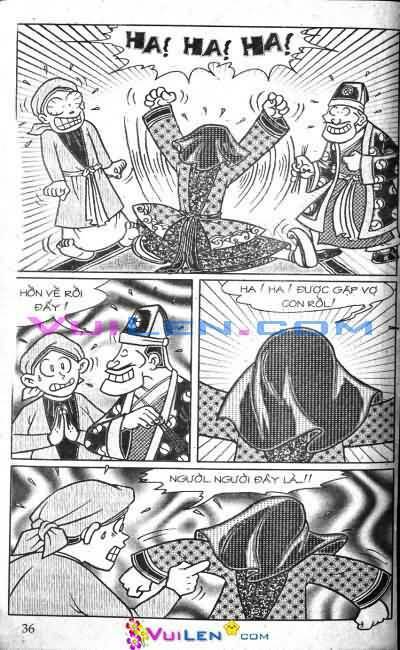 HA! HA! HA!
HỒN VỀ RỒI
ĐẤY!
HA! HA! ĐƯỢC GẶP VỢ
CON RỒI!
VuiLen.com
NGƯƠI.. NGƯƠI ĐÂY LÀ...!!
36
VuiLen.com